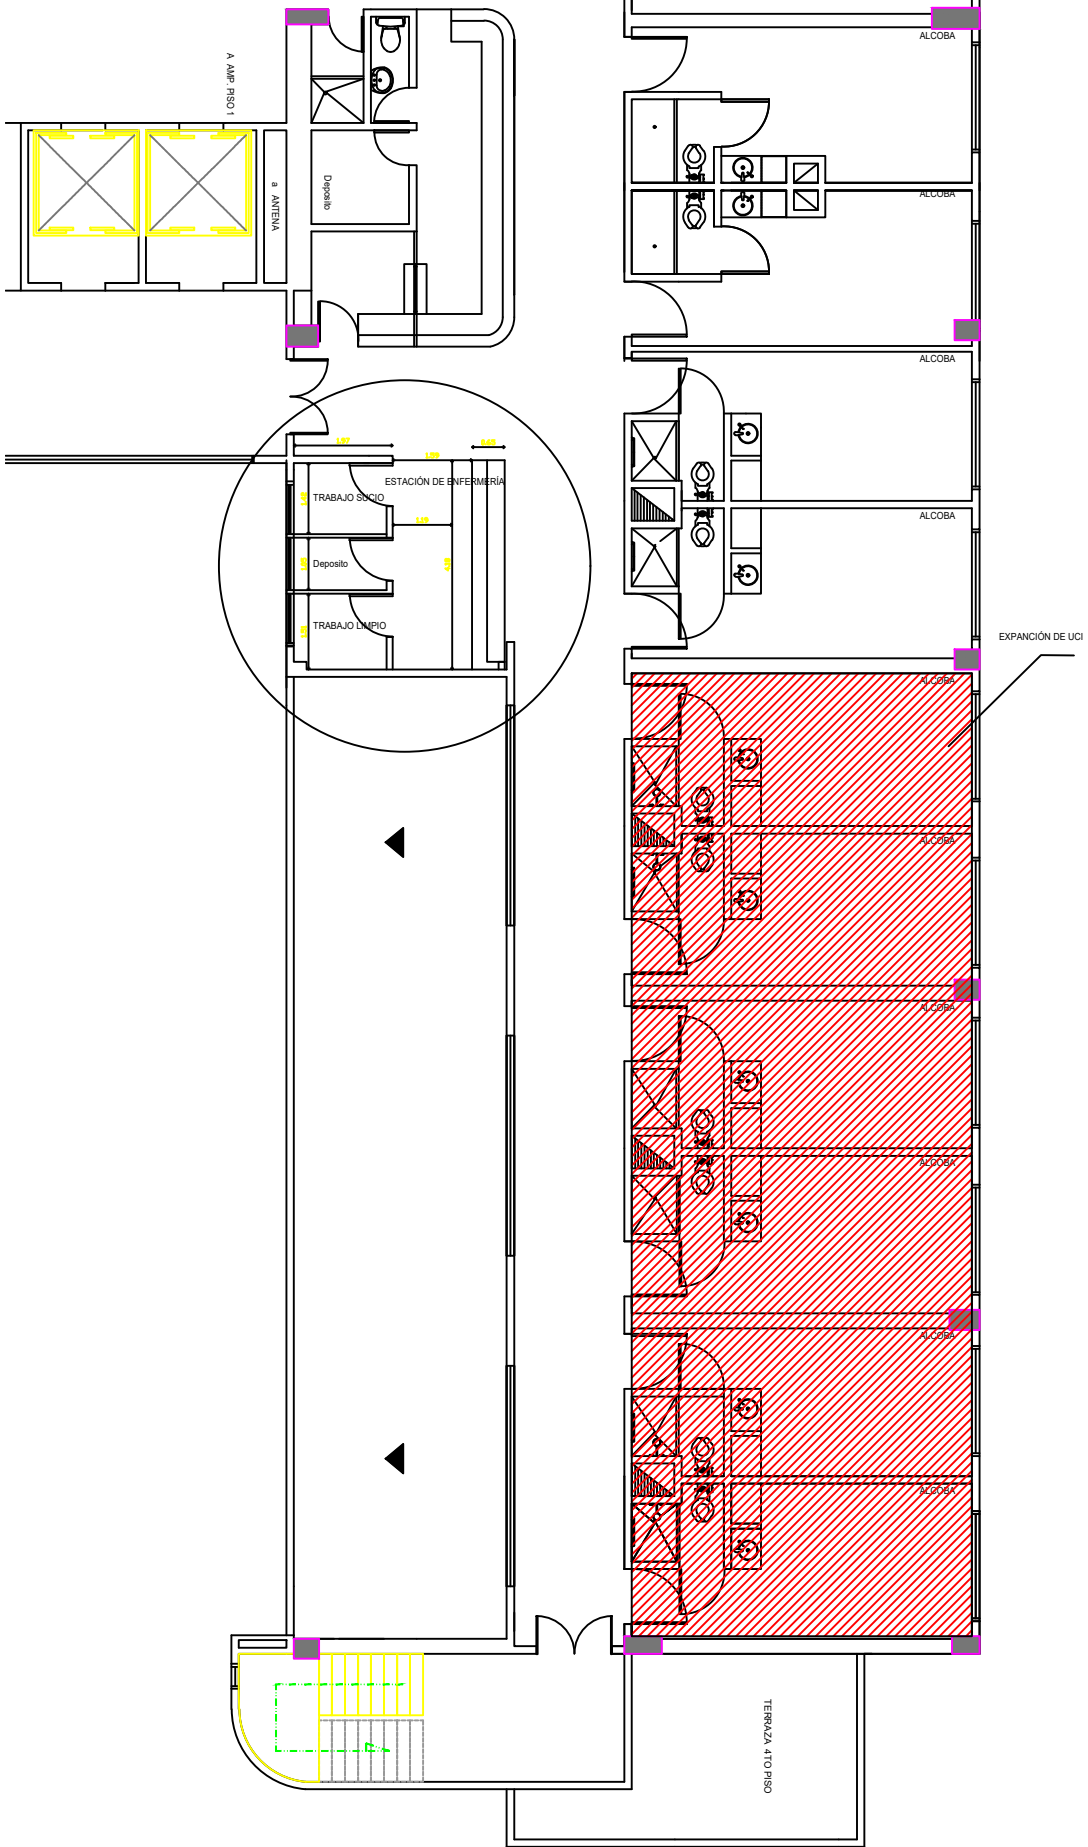 ALCOBA
A AMP. PISO 1
a ANTENA
Deposito
ALCOBA
ALCOBA
ESTACIÓN DE ENFERMERÍA
TRABAJO SUCIO
Deposito
TRABAJO LIMPIO
ALCOBA
EXPANCIÓN DE UCI
ALCOBA
ALCOBA
ALCOBA
ALCOBA
ALCOBA
ALCOBA
TERRAZA 4TO PISO